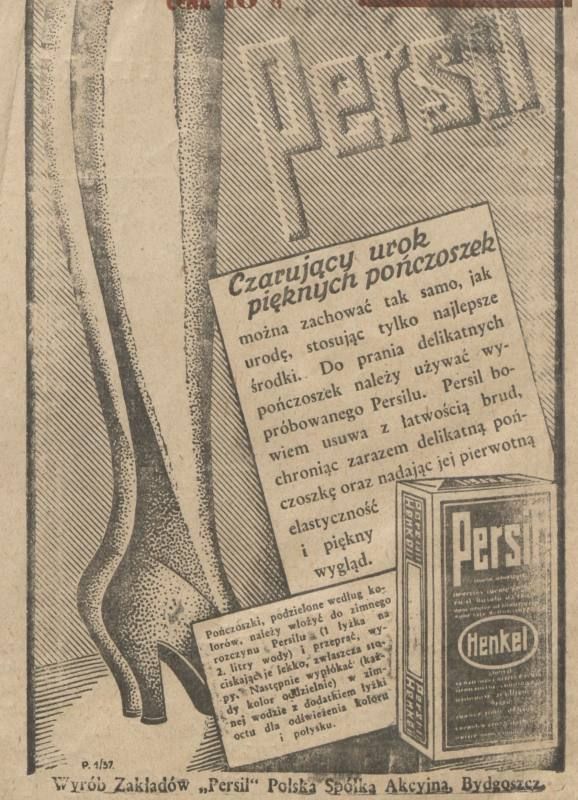 Cena 10 g
Persil
Czarujący urok
pięknych pończoszek
można zachować tak samo, jak
urodę, stosując tylko najlepsze
środki. Do prania delikatnych
pończoszek należy używać wy-
próbowanego Persilu. Persil bo-
wiem usuwa z łatwością brud,
chroniąc zarazem delikatną poń-
czoszkę oraz nadając jej pierwotną
elastyczność
i piękny
wygląd.
Pończoszki, podzielone według ko-
lorów, należy włożyć do zimnego
rozczynu Persilu (1 łyżka na
2 litry wody) i przeprać, wy-
ciskając je lekko, zwłaszcza sto-
py. Następnie wypłókać (każ-
dy kolor oddzielnie) w zim-
nej wodzie z dodatkiem łyżki
octu dla odświeżenia koloru
i połysku.
Persil
Henkel
P. 1/37
Wyrób Zakładów „Persil" Polska Spółka Akcyjna, Bydgoszcz.